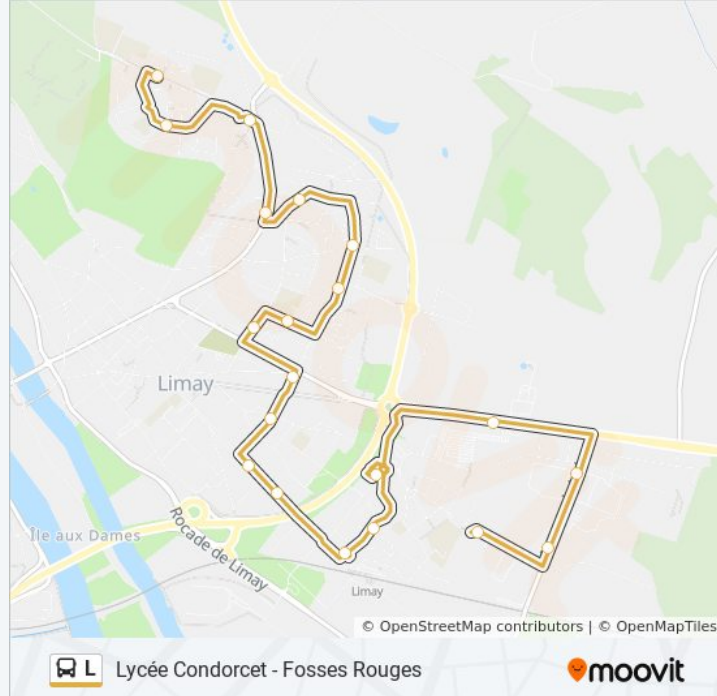 Limay
Île aux Dames
Rocade de Limay
Limay
© OpenStreetMap contributors | © OpenMapTiles
L Lycée Condorcet - Fosses Rouges
moovit